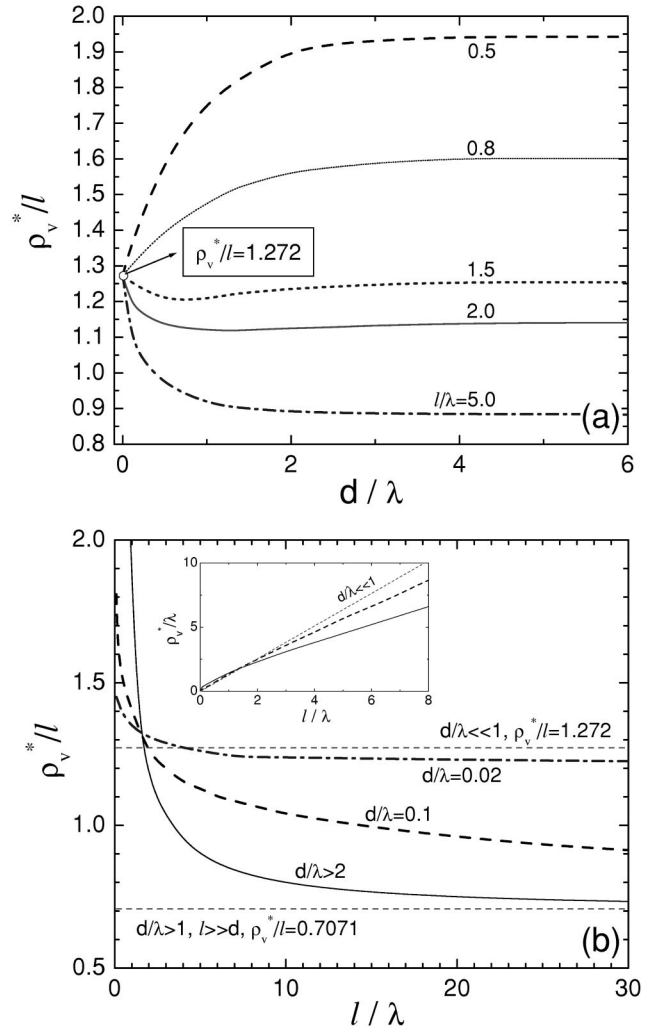 2.0
1.9
1.8
1.7
1.6
1.5
1.4
1.3
1.2
1.1
1.0
0.9
0.8
ρᵥ*/l
0.5
0.8
ρᵥ*/l=1.272
1.5
2.0
l/λ=5.0
(a)
0 2 4 6
d / λ
2.0
1.5
1.0
0.5
ρᵥ*/l
10
5
0
ρᵥ*/λ
d/λ<<1
0 2 4 6 8
l / λ
d/λ<<1, ρᵥ*/l=1.272
d/λ=0.02
d/λ=0.1
d/λ>2
d/λ>1, l>>d, ρᵥ*/l=0.7071
(b)
0 10 20 30
l / λ